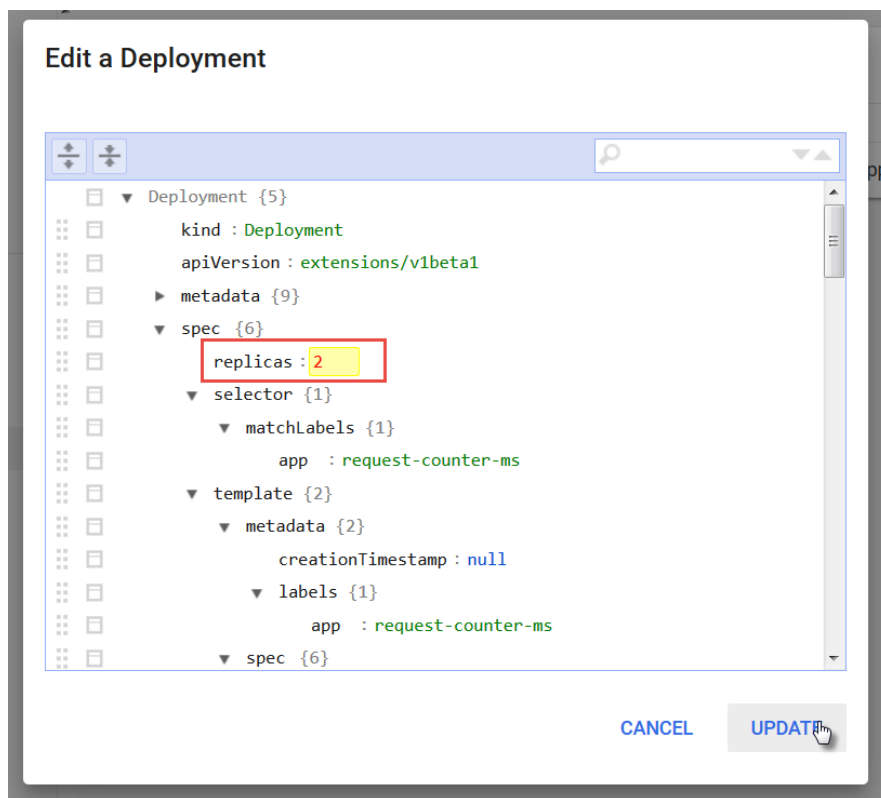 Edit a Deployment
Deployment {5}
kind : Deployment
apiVersion : extensions/v1beta1
metadata {9}
spec {6}
replicas : 2
selector {1}
matchLabels {1}
app : request-counter-ms
template {2}
metadata {2}
creationTimestamp : null
labels {1}
app : request-counter-ms
spec {6}
CANCEL
UPDATE